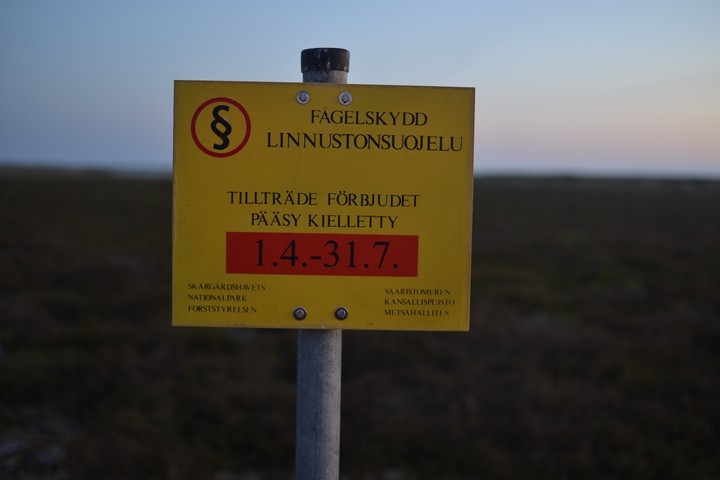 §
FÅGELSKYDD
LINNUSTONSUOJELU
TILLTRÄDE FÖRBJUDET
PÄÄSY KIELLETTY
1.4.-31.7.
SKÄRGÅRDSHAVETS
NATIONALPARK
FORSTSTYRELSEN
SAARISTOMEREN
KANSALLISPUISTO
METSÄHALLITUS